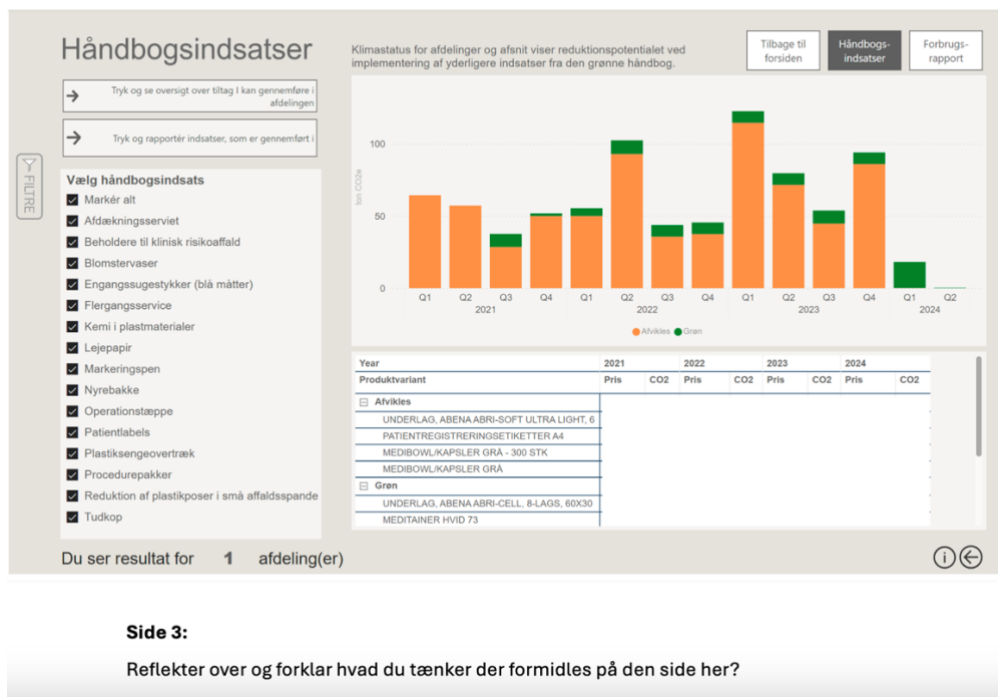 Håndbogsindsatser
Klimastatus for afdelinger og afsnit viser reduktionspotentialet ved
implementering af yderligere indsatser fra den grønne håndbog.
Tilbage til
forsiden
Håndbogs-
indsatser
Forbrugs-
rapport
Tryk og se oversigt over tiltag I kan gennemføre i
afdelingen
Tryk og rapportér indsatser, som er gennemført i
FILTRE
Vælg håndbogsindsats
Markér alt
Afdækningsserviet
Beholdere til klinisk risikoaffald
Blomstervaser
Engangssugestykker (blå måtter)
Flergangsservice
Kemi i plastmaterialer
Lejepapir
Markeringspen
Nyrebakke
Operationstæppe
Patientlabels
Plastiksengeovertræk
Procedurepakker
Reduktion af plastikposer i små affaldsspande
Tudkop
ton CO2e
100
50
0
Q1 Q2 Q3 Q4 Q1 Q2 Q3 Q4 Q1 Q2 Q3 Q4 Q1 Q2
2021 2022 2023 2024
Afvikles Grøn
Year 2021 2022 2023 2024
Produktvariant Pris CO2 Pris CO2 Pris CO2 Pris CO2
Afvikles
UNDERLAG, ABENA ABRI-SOFT ULTRA LIGHT, 6
PATIENTREGISTRERINGSETIKETTER A4
MEDIBOWL/KAPSLER GRÅ - 300 STK
MEDIBOWL/KAPSLER GRÅ
Grøn
UNDERLAG, ABENA ABRI-CELL, 8-LAGS, 60X30
MEDITAINER HVID 73
Du ser resultat for 1 afdeling(er)
Side 3:
Reflekter over og forklar hvad du tænker der formidles på den side her?